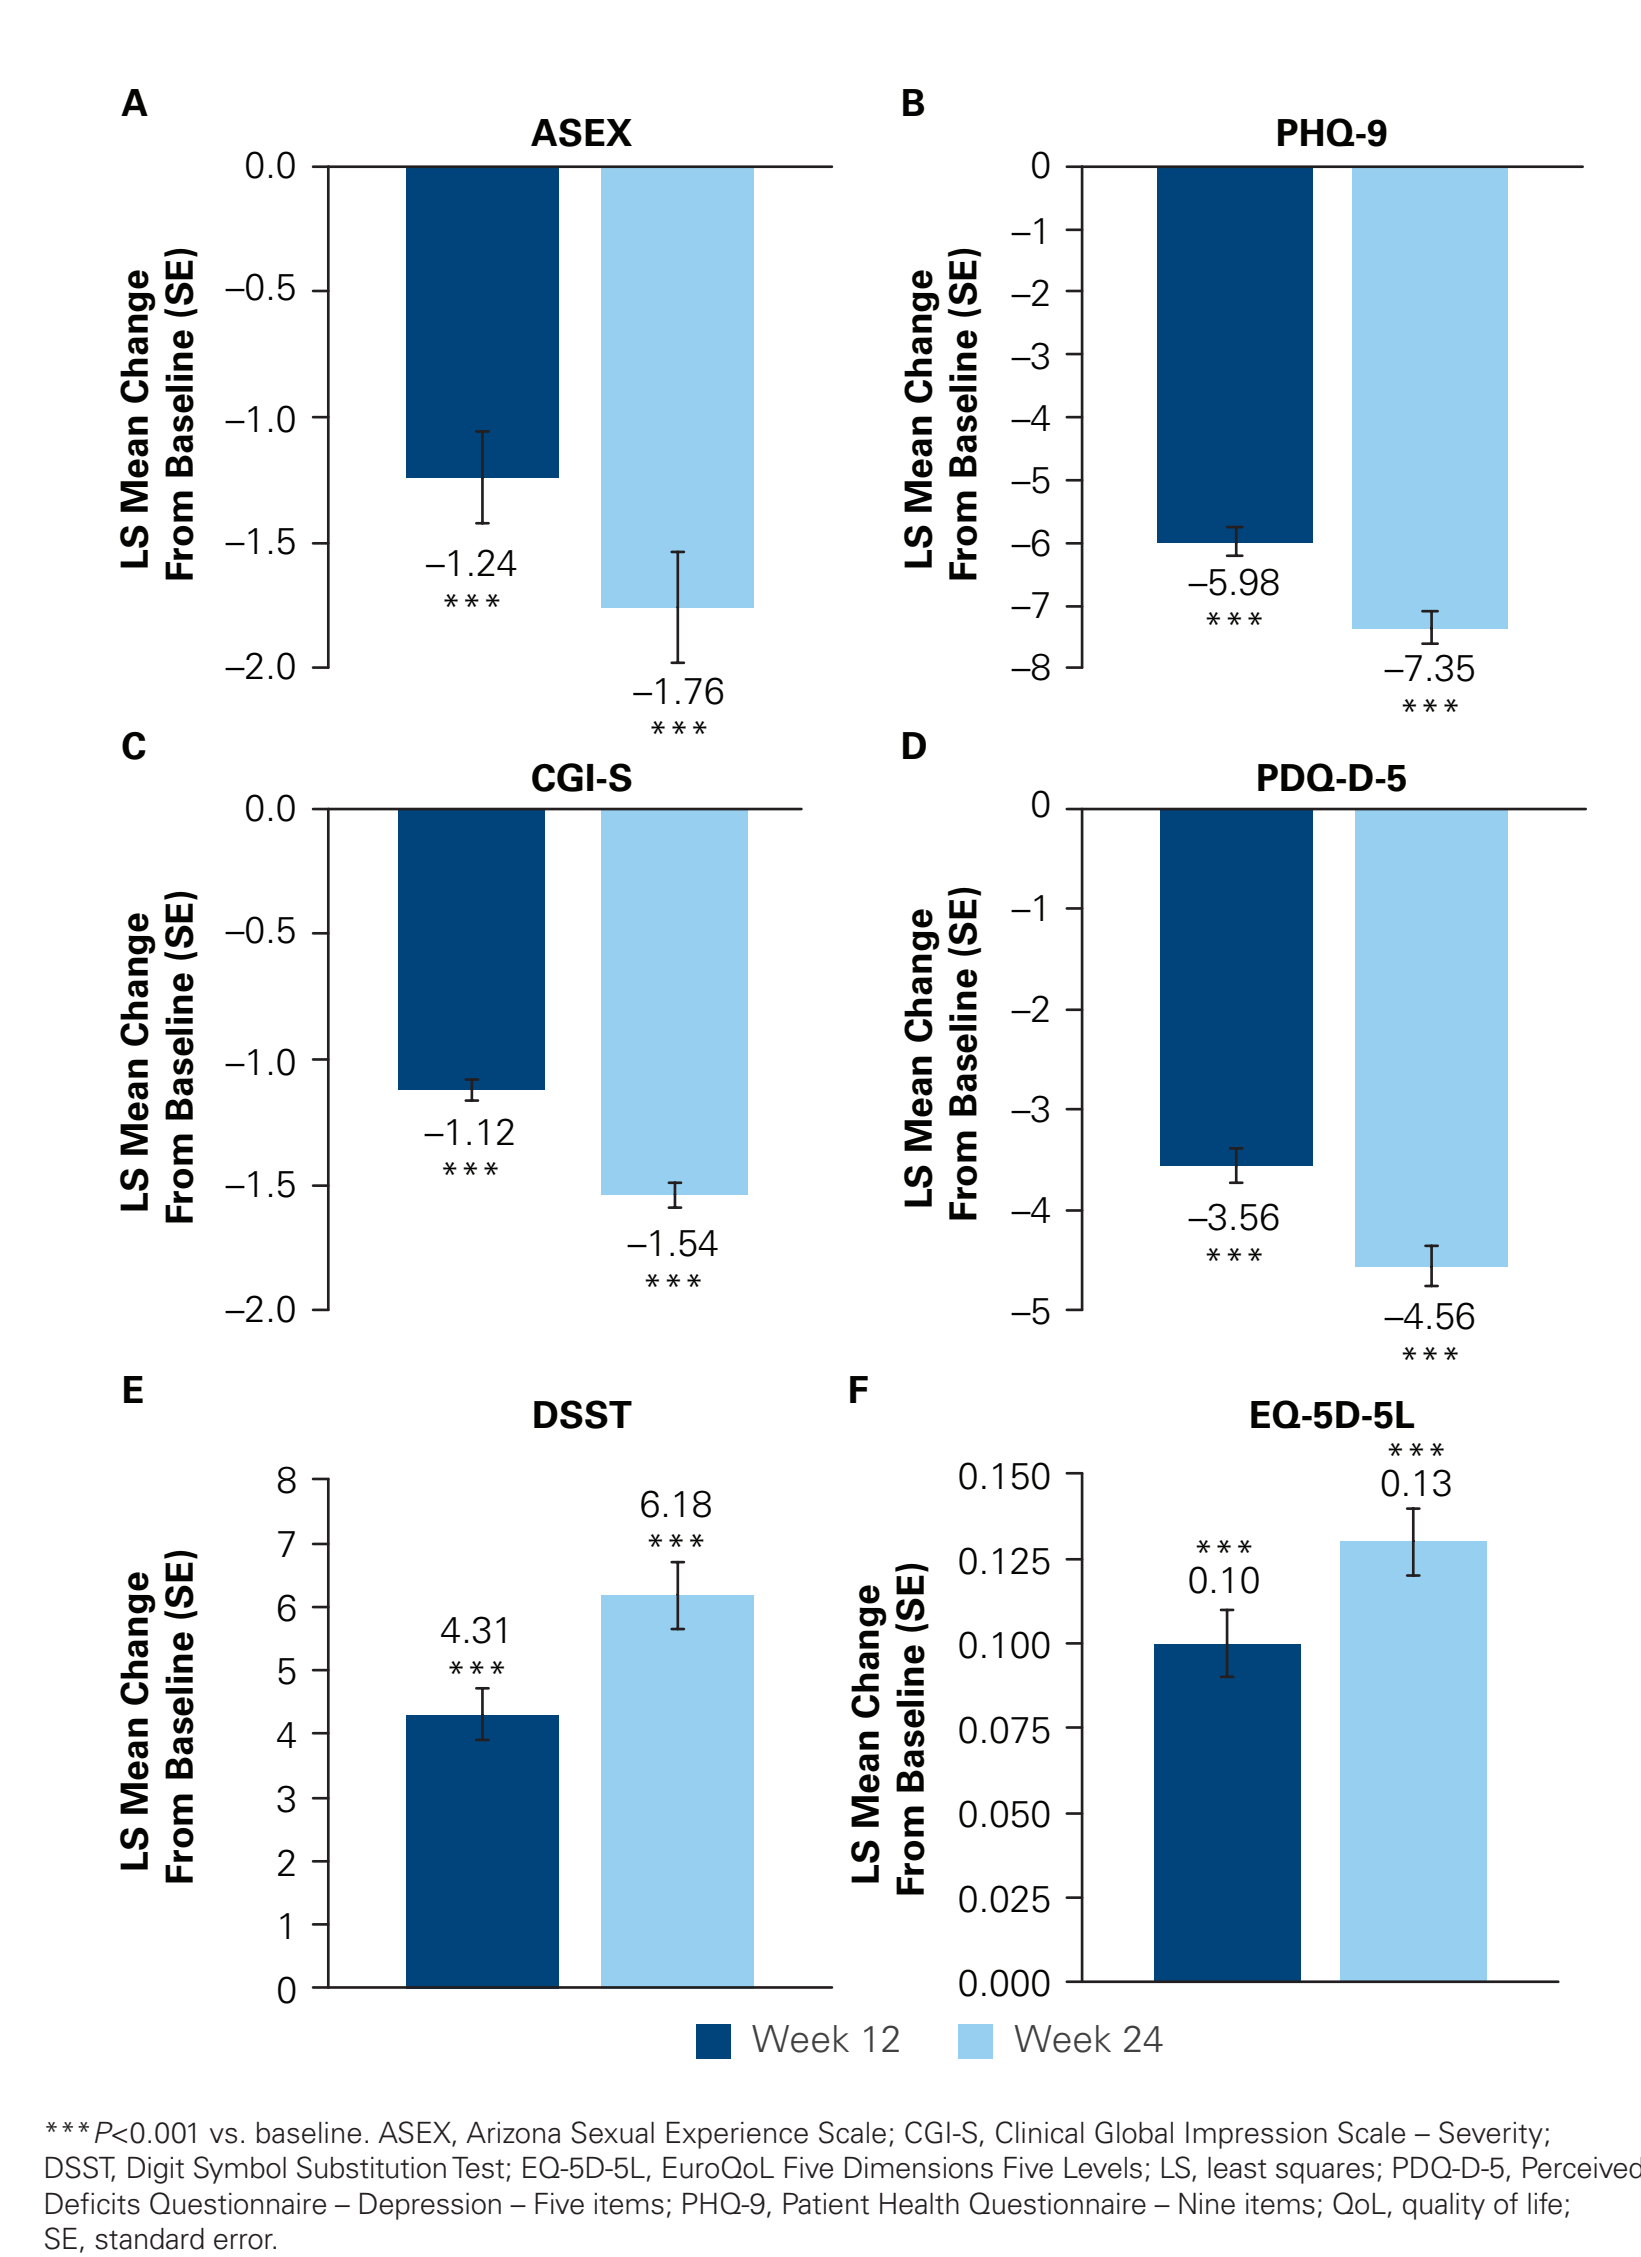 A
ASEX
LS Mean Change
From Baseline (SE)
0.0
–0.5
–1.0
–1.5
–2.0
–1.24
***
–1.76
***
B
PHQ-9
LS Mean Change
From Baseline (SE)
0
–1
–2
–3
–4
–5
–6
–7
–8
–5.98
***
–7.35
***
C
CGI-S
LS Mean Change
From Baseline (SE)
0.0
–0.5
–1.0
–1.5
–2.0
–1.12
***
–1.54
***
D
PDQ-D-5
LS Mean Change
From Baseline (SE)
0
–1
–2
–3
–4
–5
–3.56
***
–4.56
***
E
DSST
LS Mean Change
From Baseline (SE)
8
7
6
5
4
3
2
1
0
4.31
***
6.18
***
F
EQ-5D-5L
LS Mean Change
From Baseline (SE)
0.150
0.125
0.100
0.075
0.050
0.025
0.000
***
0.10
***
0.13
Week 12
Week 24
***P<0.001 vs. baseline. ASEX, Arizona Sexual Experience Scale; CGI-S, Clinical Global Impression Scale – Severity;
DSST, Digit Symbol Substitution Test; EQ-5D-5L, EuroQoL Five Dimensions Five Levels; LS, least squares; PDQ-D-5, Perceived
Deficits Questionnaire – Depression – Five items; PHQ-9, Patient Health Questionnaire – Nine items; QoL, quality of life;
SE, standard error.